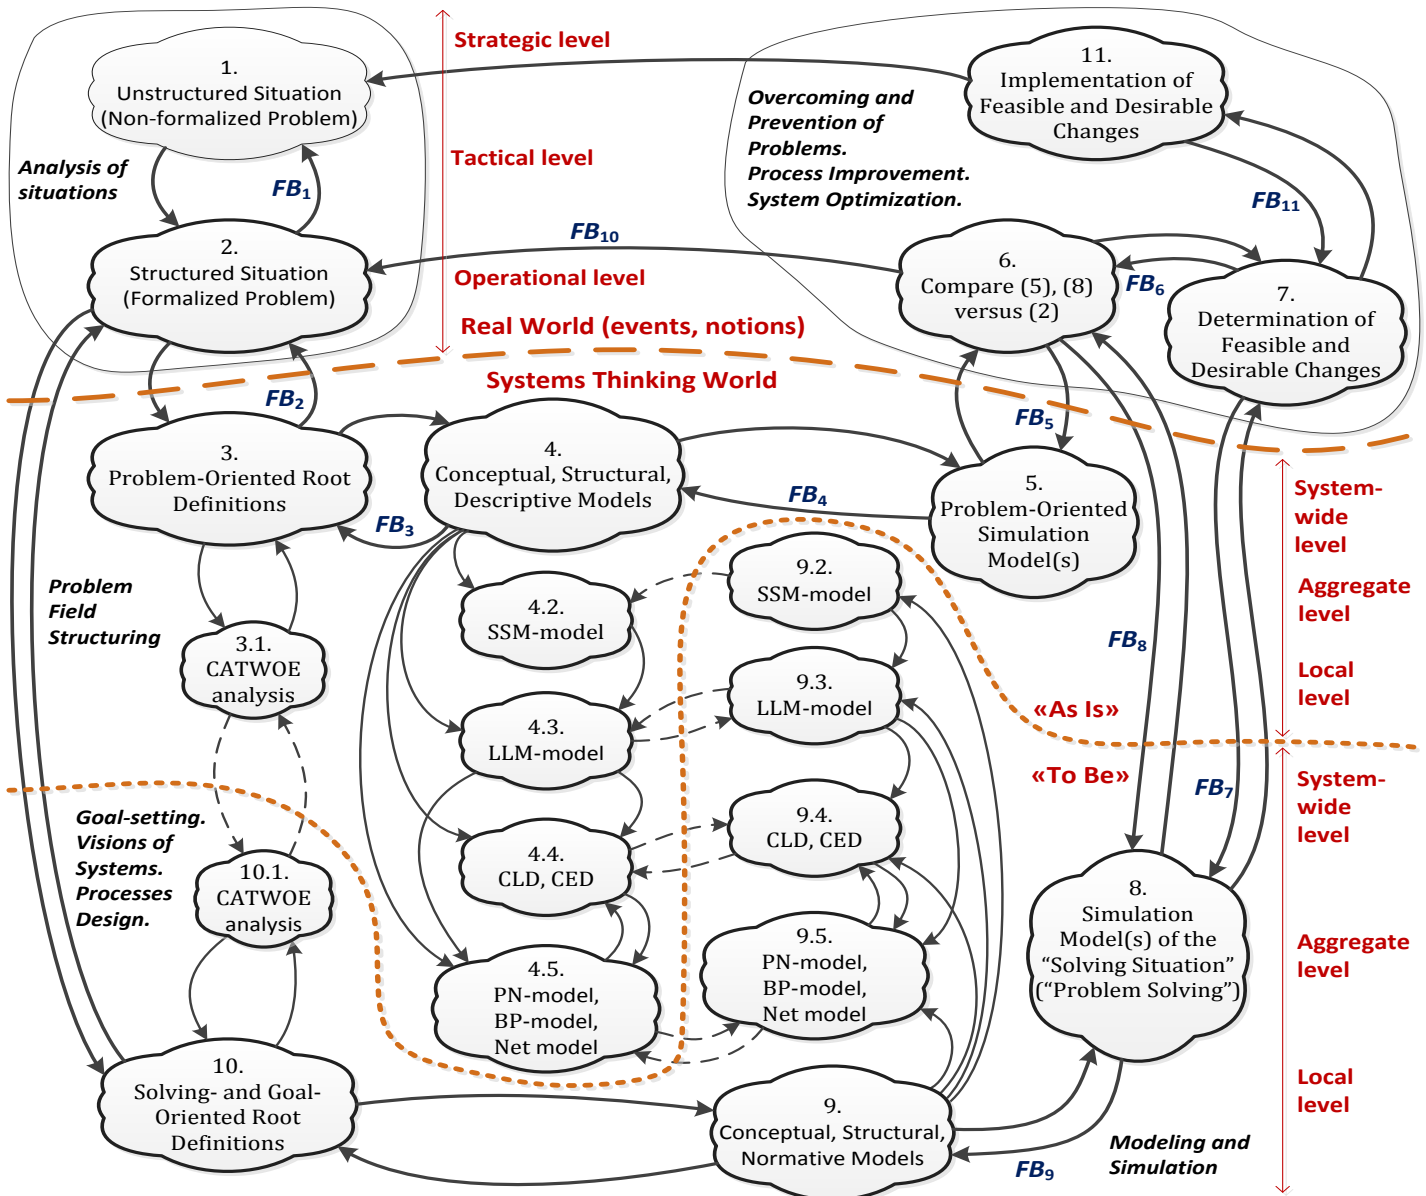 Strategic level
Tactical level
Operational level
Real World (events, notions)
Systems Thinking World
1.
Unstructured Situation
(Non-formalized Problem)
Analysis of
situations
FB1
2.
Structured Situation
(Formalized Problem)
FB10
11.
Implementation of
Feasible and Desirable
Changes
Overcoming and
Prevention of
Problems.
Process Improvement.
System Optimization.
FB11
6.
Compare (5), (8)
versus (2)
FB6
7.
Determination of
Feasible and
Desirable Changes
FB2
3.
Problem-Oriented Root
Definitions
FB3
4.
Conceptual, Structural,
Descriptive Models
FB4
FB5
5.
Problem-Oriented
Simulation
Model(s)
System-
wide
level
Aggregate
level
Local
level
Problem
Field
Structuring
3.1.
CATWOE
analysis
4.2.
SSM-model
9.2.
SSM-model
4.3.
LLM-model
9.3.
LLM-model
FB8
«As Is»
«To Be»
FB7
System-
wide
level
Aggregate
level
Local
level
Goal-setting.
Visions of
Systems.
Processes
Design.
10.1.
CATWOE
analysis
4.4.
CLD, CED
9.4.
CLD, CED
4.5.
PN-model,
BP-model,
Net model
9.5.
PN-model,
BP-model,
Net model
8.
Simulation
Model(s) of the
“Solving Situation”
(“Problem Solving”)
10.
Solving- and Goal-
Oriented Root
Definitions
9.
Conceptual, Structural,
Normative Models
FB9
Modeling and
Simulation